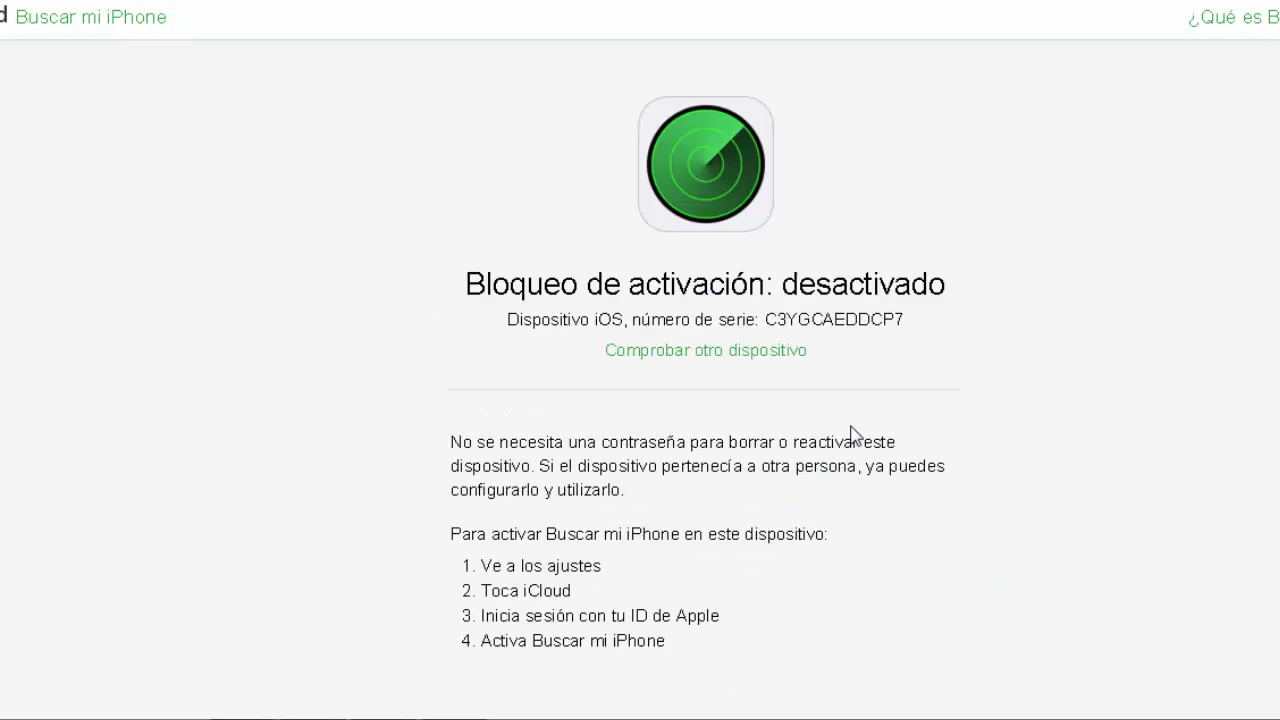 d Buscar mi iPhone
¿Qué es B
Bloqueo de activación: desactivado
Dispositivo iOS, número de serie: C3YGCAEDDCP7
Comprobar otro dispositivo
No se necesita una contraseña para borrar o reactivar este
dispositivo. Si el dispositivo pertenecía a otra persona, ya puedes
configurarlo y utilizarlo.
Para activar Buscar mi iPhone en este dispositivo:
1. Ve a los ajustes
2. Toca iCloud
3. Inicia sesión con tu ID de Apple
4. Activa Buscar mi iPhone